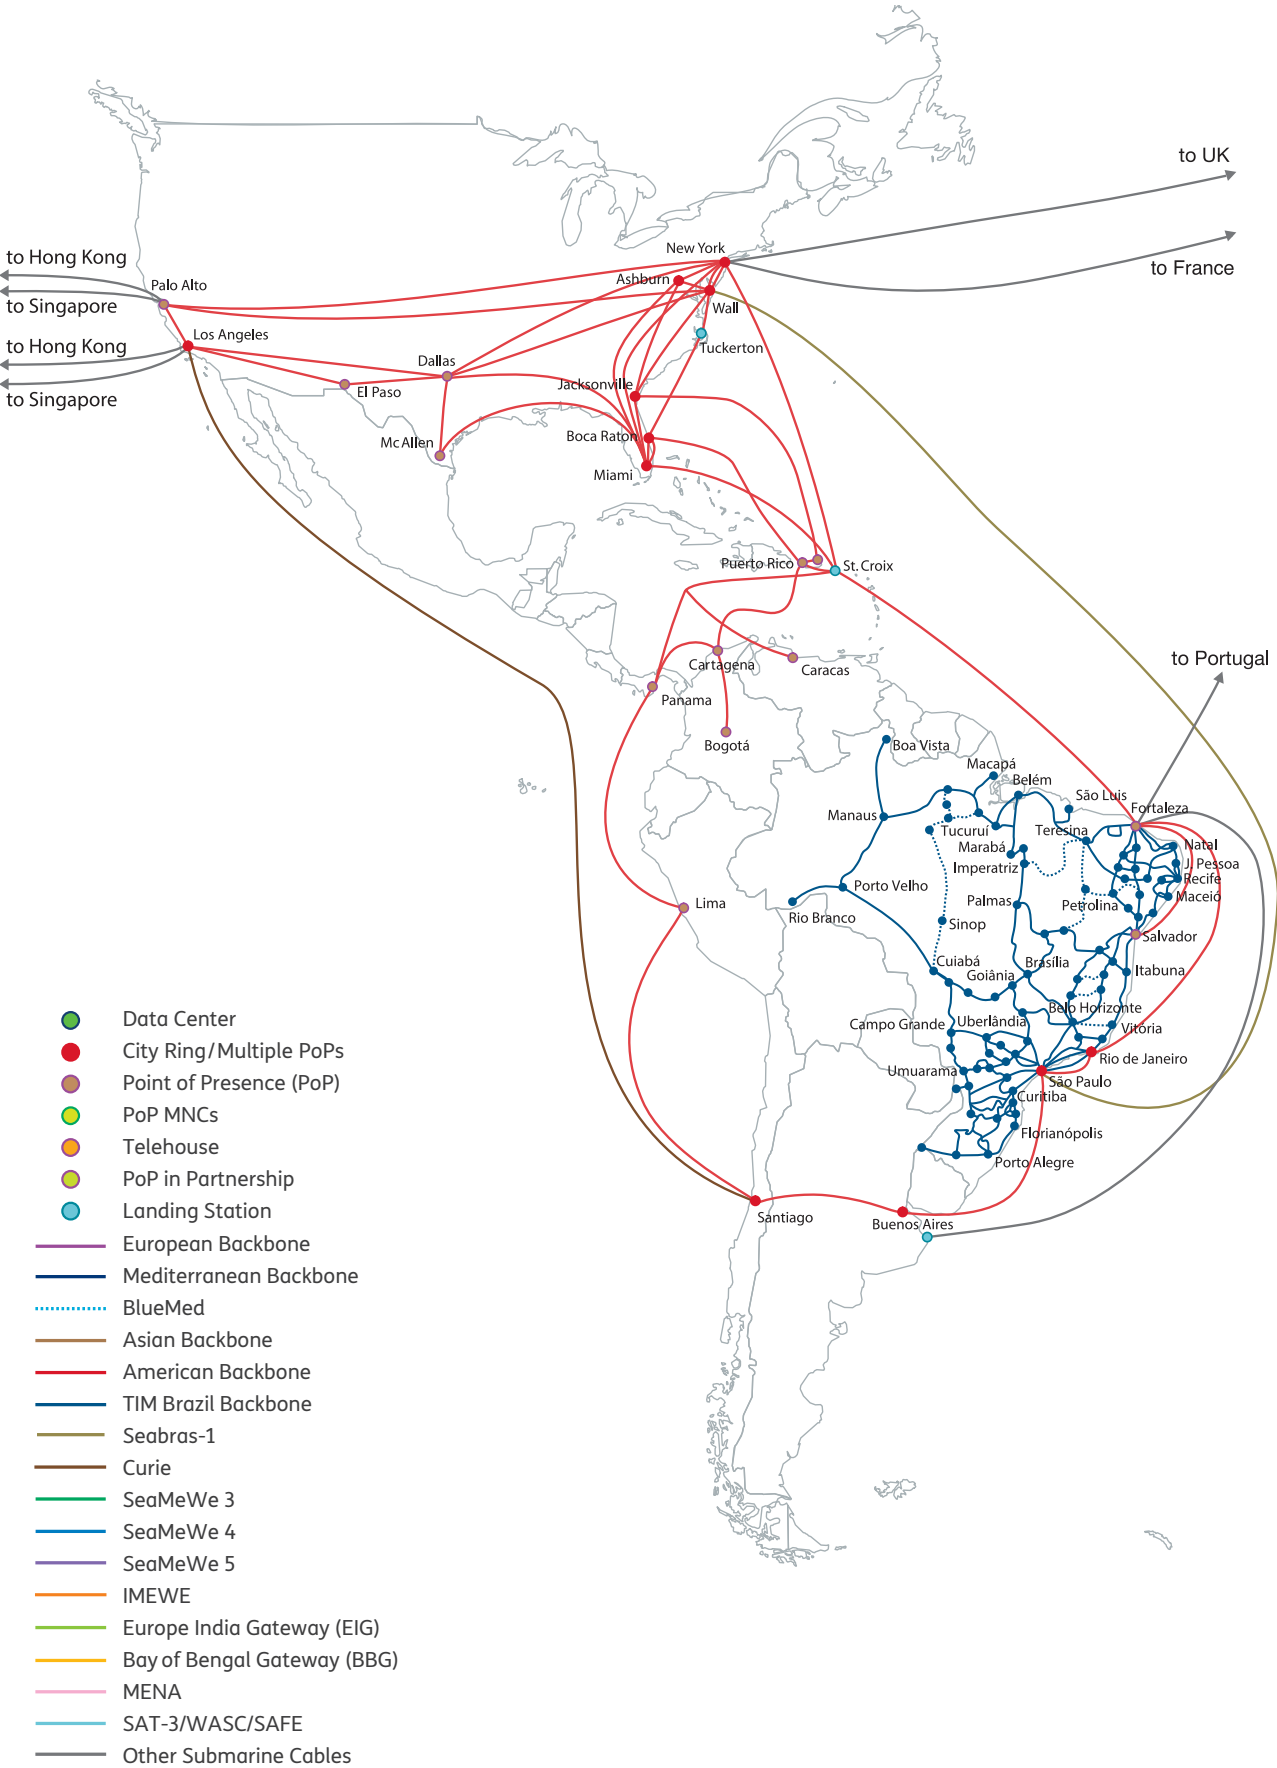 to UK
New York
to Hong Kong
to France
Ashburn
Palo Alto
to Singapore
Wall
Los Angeles
to Hong Kong
Tuckerton
Dallas
Jacksonville
El Paso
to Singapore
Boca Raton
Mc Allen
Miami
Puerto Rico
St. Croix
to Portugal
Cartagena
Caracas
Panama
Bogotá
Boa Vista
Macapá
Belém
São Luis
Fortaleza
Manaus
Tucuruí
Teresina
Marabá
Natal
J. Pessoa
Imperatriz
Recife
Porto Velho
Maceió
Lima
Palmas
Petrolina
Rio Branco
Sinop
Salvador
Cuiabá
Brasília
Goiânia
Itabuna
Belo Horizonte
Campo Grande
Uberlândia
Vitória
Rio de Janeiro
Umuarama
São Paulo
Curitiba
Florianópolis
Porto Alegre
Santiago
Buenos Aires
Data Center
City Ring/Multiple PoPs
Point of Presence (PoP)
PoP MNCs
Telehouse
PoP in Partnership
Landing Station
European Backbone
Mediterranean Backbone
BlueMed
Asian Backbone
American Backbone
TIM Brazil Backbone
Seabras-1
Curie
SeaMeWe 3
SeaMeWe 4
SeaMeWe 5
IMEWE
Europe India Gateway (EIG)
Bay of Bengal Gateway (BBG)
MENA
SAT-3/WASC/SAFE
Other Submarine Cables